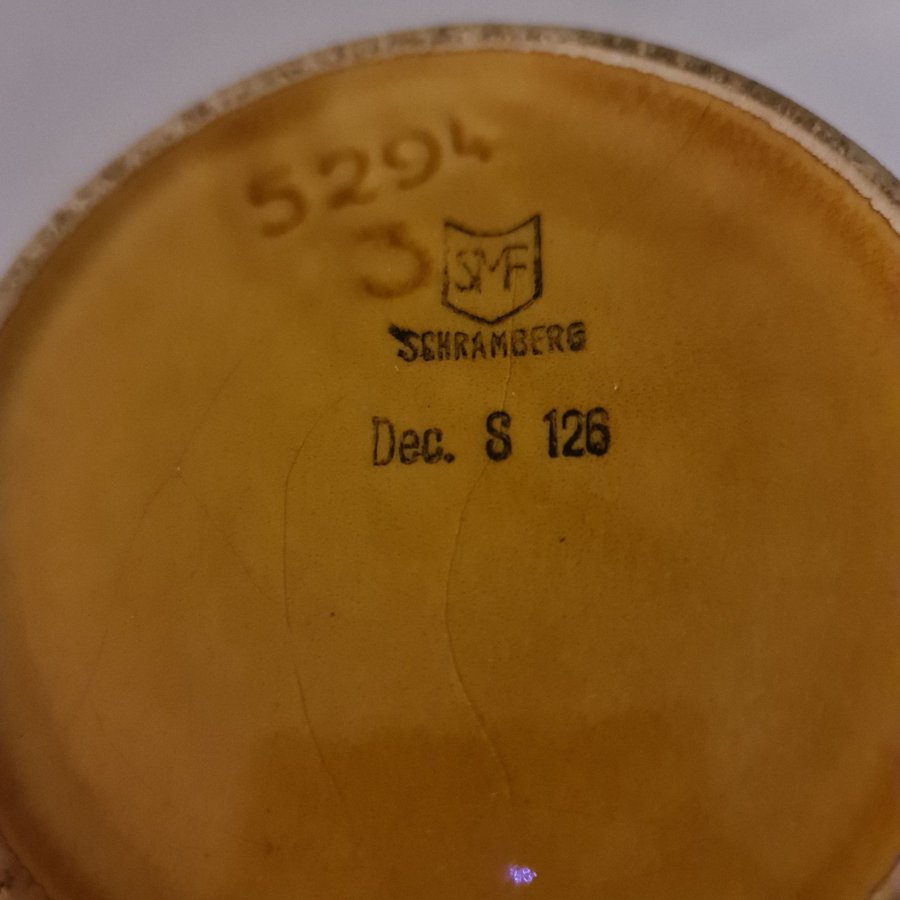 5294
3
SMF
SCHRAMBERG
Dec. S 126